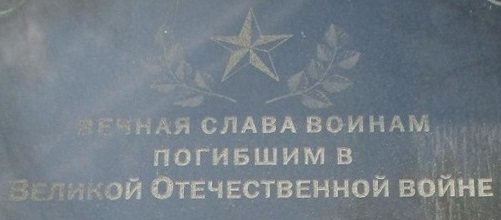 ВЕЧНАЯ СЛАВА ВОИНАМ
ПОГИБШИМ В
ВЕЛИКОЙ ОТЕЧЕСТВЕННОЙ ВОЙНЕ